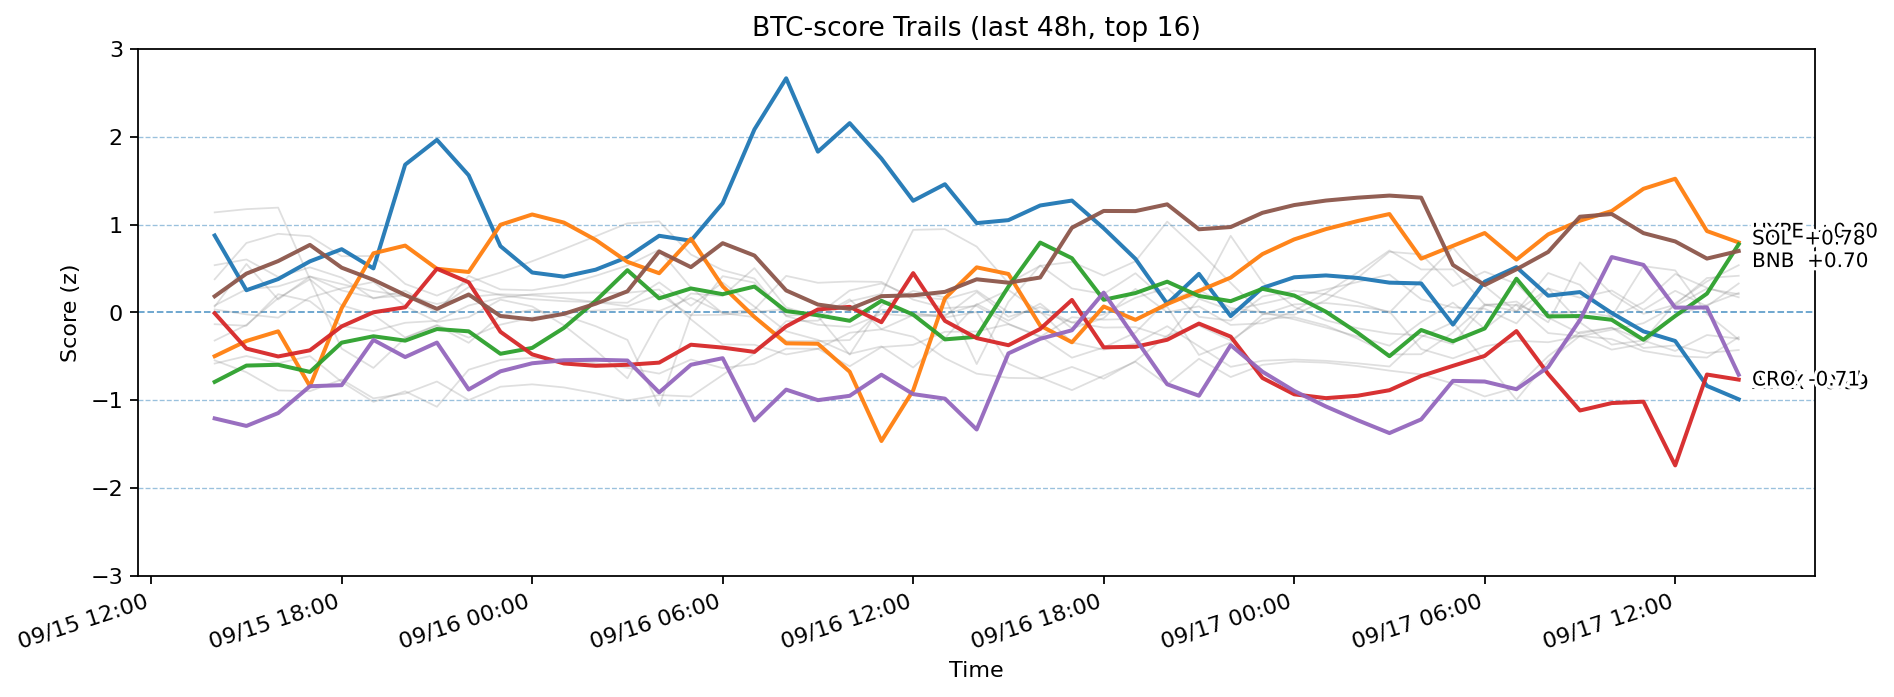 BTC-score Trails (last 48h, top 16)
Score (z)
3
2
1
0
−1
−2
−3
SOL +0.78
BNB +0.70
CRO -0.71
09/15 12:00
09/15 18:00
09/16 00:00
09/16 06:00
09/16 12:00
09/16 18:00
09/17 00:00
09/17 06:00
09/17 12:00
Time